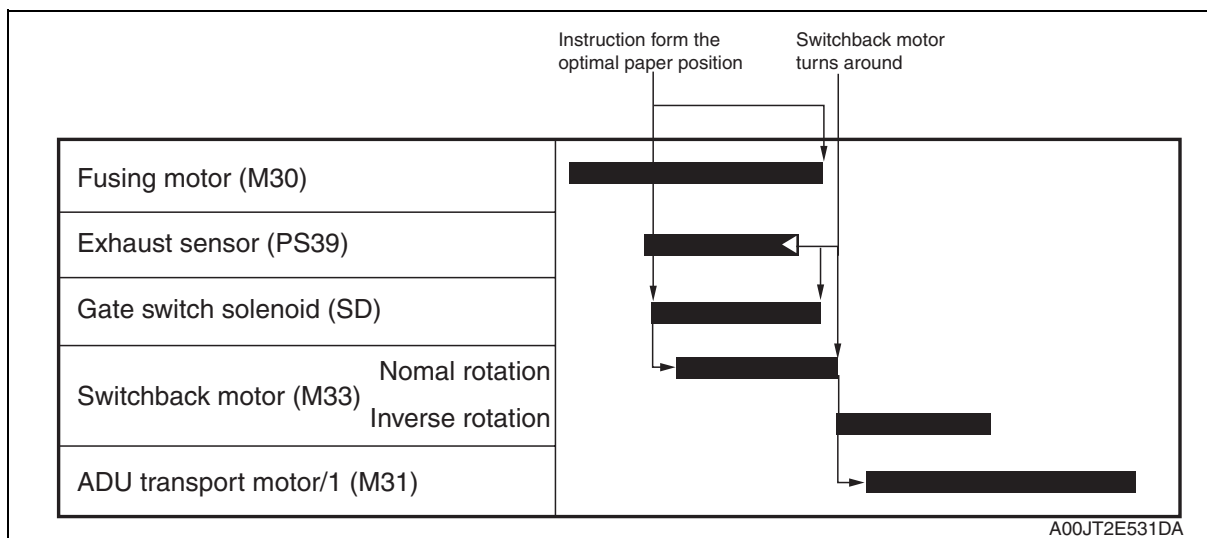 Instruction form the
optimal paper position
Switchback motor
turns around
Fusing motor (M30)
Exhaust sensor (PS39)
Gate switch solenoid (SD)
Switchback motor (M33)
Nomal rotation
Inverse rotation
ADU transport motor/1 (M31)
A00JT2E531DA